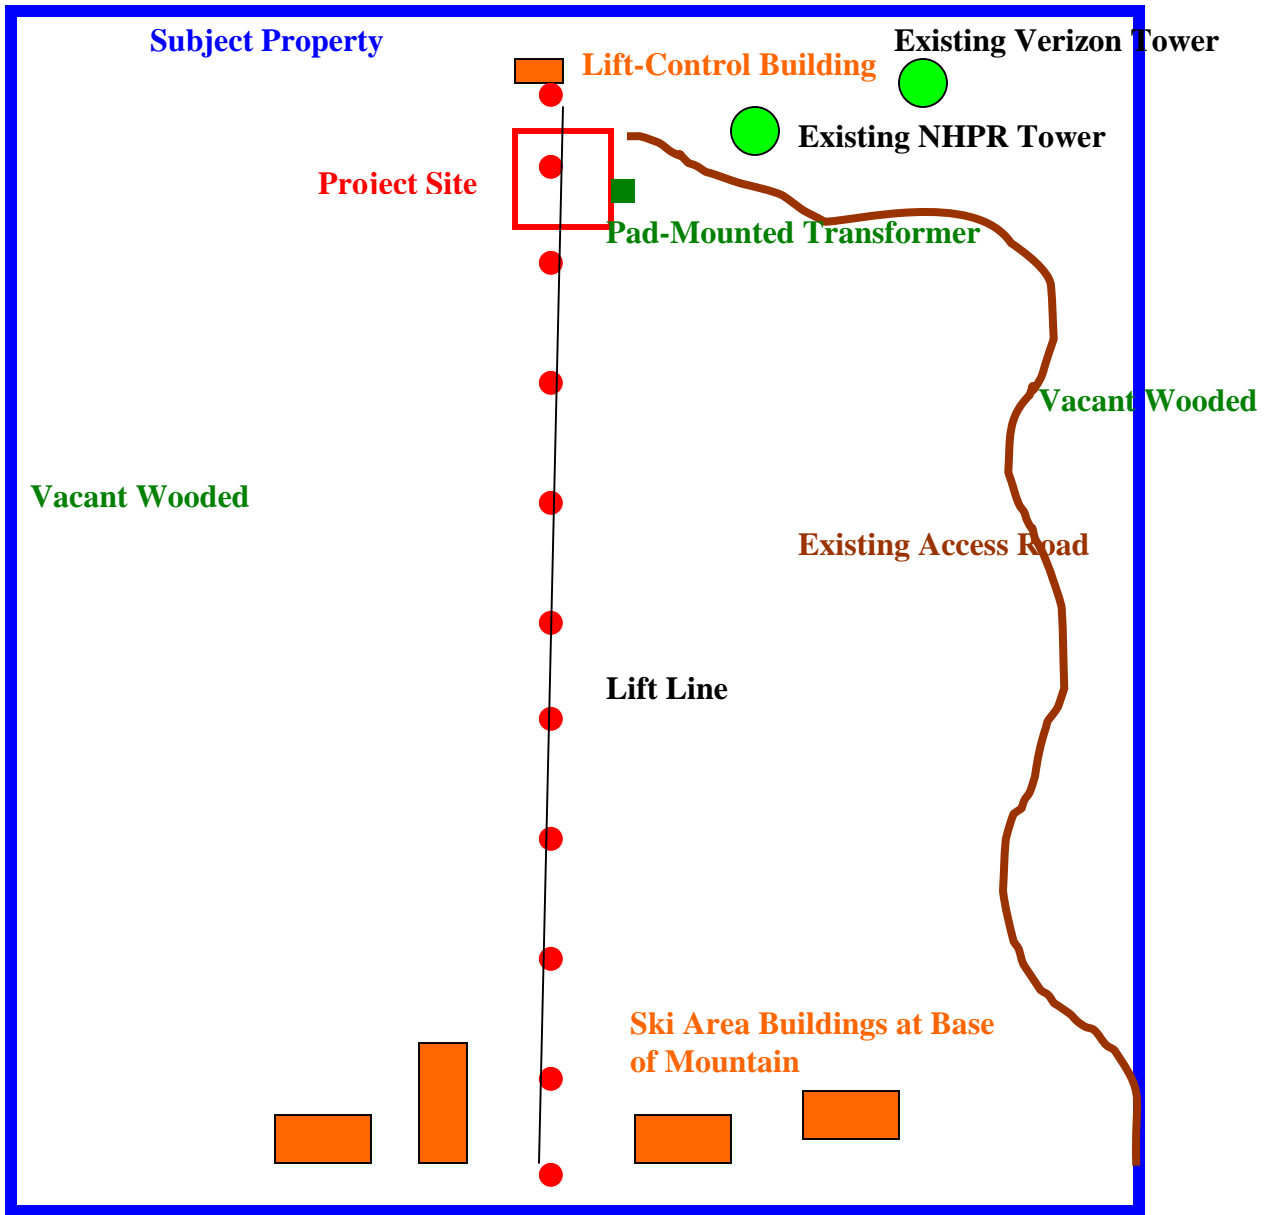 Subject Property
Existing Verizon Tower
Lift-Control Building
Existing NHPR Tower
Project Site
Pad-Mounted Transformer
Vacant Wooded
Vacant Wooded
Existing Access Road
Lift Line
Ski Area Buildings at Base
of Mountain